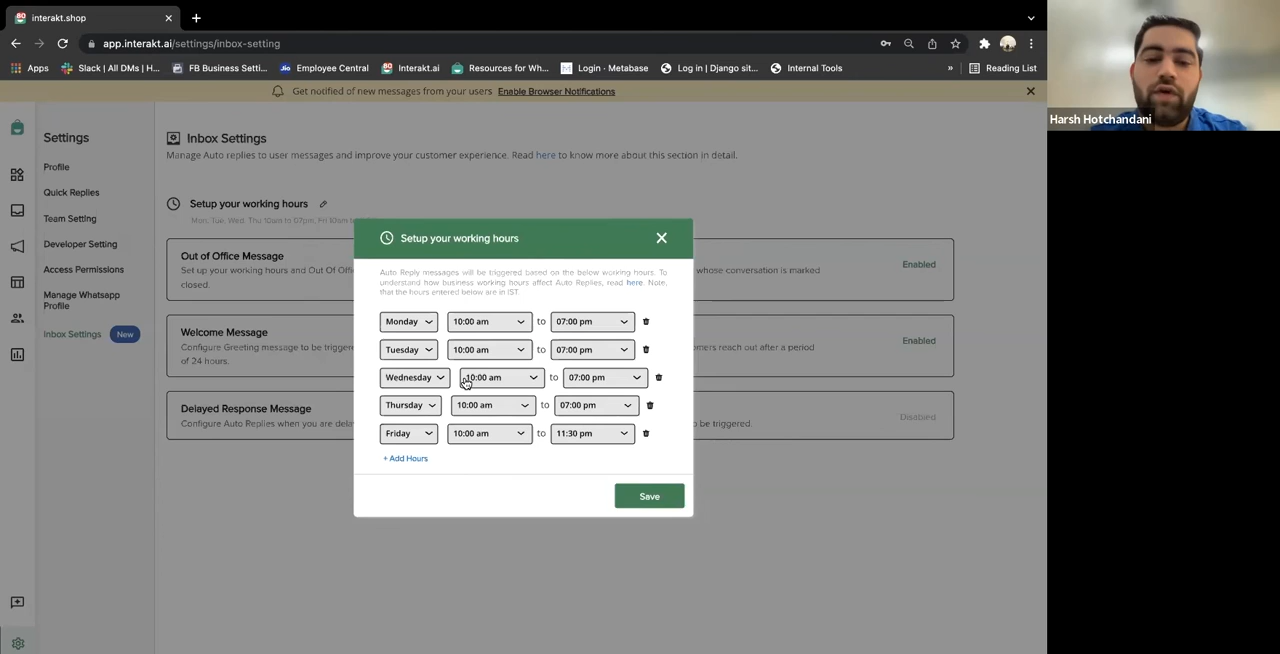 interakt.shop
app.interakt.ai/settings/inbox-setting
Apps Slack | All DMs | H... FB Business Setti... Employee Central Interakt.ai Resources for Wh... Login · Metabase Log in | Django sit... Internal Tools » Reading List
Get notified of new messages from your users Enable Browser Notifications
Harsh Hotchandani
Settings
Profile
Quick Replies
Team Setting
Developer Setting
Access Permissions
Manage Whatsapp
Profile
Inbox Settings New
Inbox Settings
Manage Auto replies to user messages and improve your customer experience. Read here to know more about this section in detail.
Setup your working hours
Mon, Tue, Wed, Thu 10am to 07pm, Fri 10am to
Out of Office Message
Set up your working hours and Out Of Offi whose conversation is marked
closed.
Enabled
Welcome Message
Configure Greeting message to be triggere omers reach out after a period
of 24 hours.
Enabled
Delayed Response Message
Configure Auto Replies when you are dela to be triggered.
Disabled
Setup your working hours
Auto Reply messages will be triggered based on the below working hours. To
understand how business working hours affect Auto Replies, read here. Note,
that the hours entered below are in IST.
Monday 10:00 am to 07:00 pm
Tuesday 10:00 am to 07:00 pm
Wednesday 10:00 am to 07:00 pm
Thursday 10:00 am to 07:00 pm
Friday 10:00 am to 11:30 pm
+ Add Hours
Save